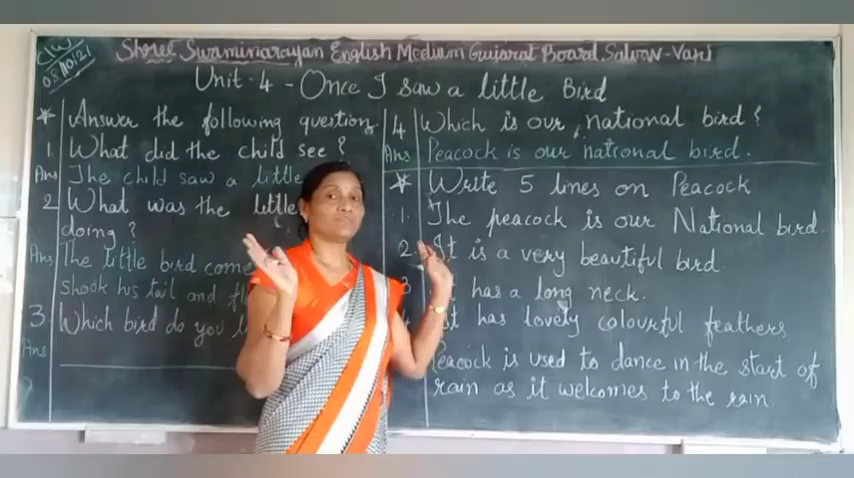 C/W
05/10/21
Shree Swaminarayan English Medium Gujarat Board, Salvav-Vapi
Unit-4 - Once I saw a little Bird
* Answer the following question
1. What did the child see?
Ans The child saw a little
2 What was the little
doing?
Ans The little bird came
shook his tail and
3 Which bird do you
Ans
4 Which is our national bird?
Ans Peacock is our national bird.
* Write 5 lines on Peacock
1. The peacock is our National bird.
2. It is a very beautiful bird.
3 It has a long neck.
It has lovely colourful feathers
Peacock is used to dance in the start of
rain as it welcomes to the rain.